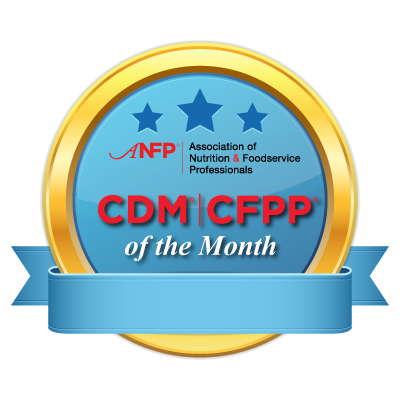 ANFP® | Association of
Nutrition & Foodservice
Professionals
CDM® | CFPP®
of the Month